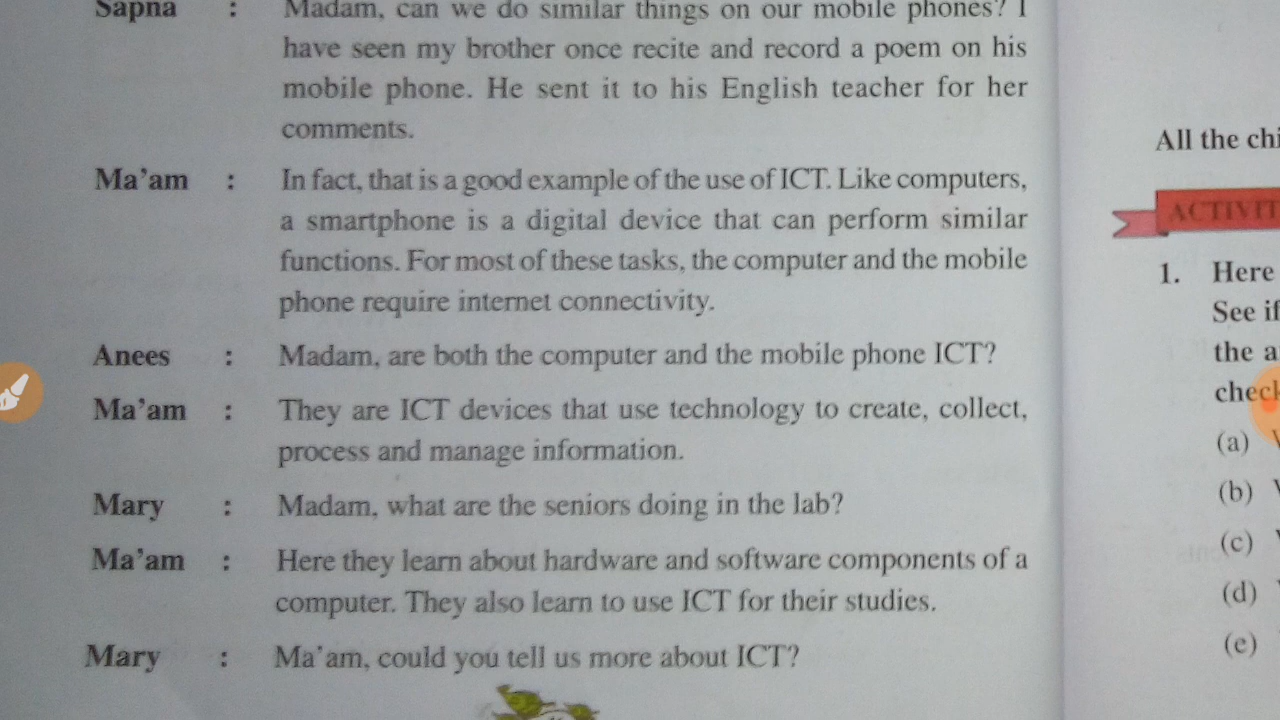 Sapna : Madam, can we do similar things on our mobile phones? I
have seen my brother once recite and record a poem on his
mobile phone. He sent it to his English teacher for her
comments.
Ma'am : In fact, that is a good example of the use of ICT. Like computers,
a smartphone is a digital device that can perform similar
functions. For most of these tasks, the computer and the mobile
phone require internet connectivity.
Anees : Madam, are both the computer and the mobile phone ICT?
Ma'am : They are ICT devices that use technology to create, collect,
process and manage information.
Mary : Madam, what are the seniors doing in the lab?
Ma'am : Here they learn about hardware and software components of a
computer. They also learn to use ICT for their studies.
Mary : Ma'am, could you tell us more about ICT?
All the
1. Here
See if
the
(a)
(b)
(c)
(d)
(e)